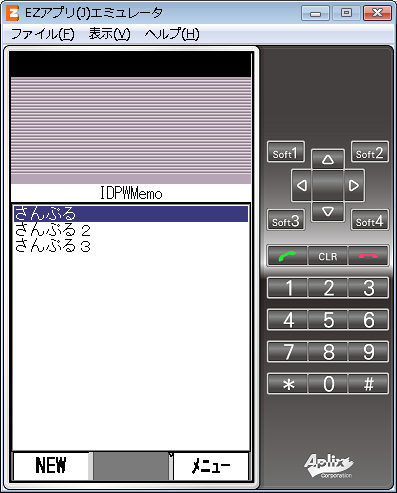 EZアプリ(J)エミュレータ
ファイル(F) 表示(V) ヘルプ(H)
IDPWMemo
さんぷる
さんぷる２
さんぷる３
NEW メニュー
Soft1 Soft2
Soft3 Soft4
CLR
1 2 3
4 5 6
7 8 9
* 0 #
Aplix
Corporation